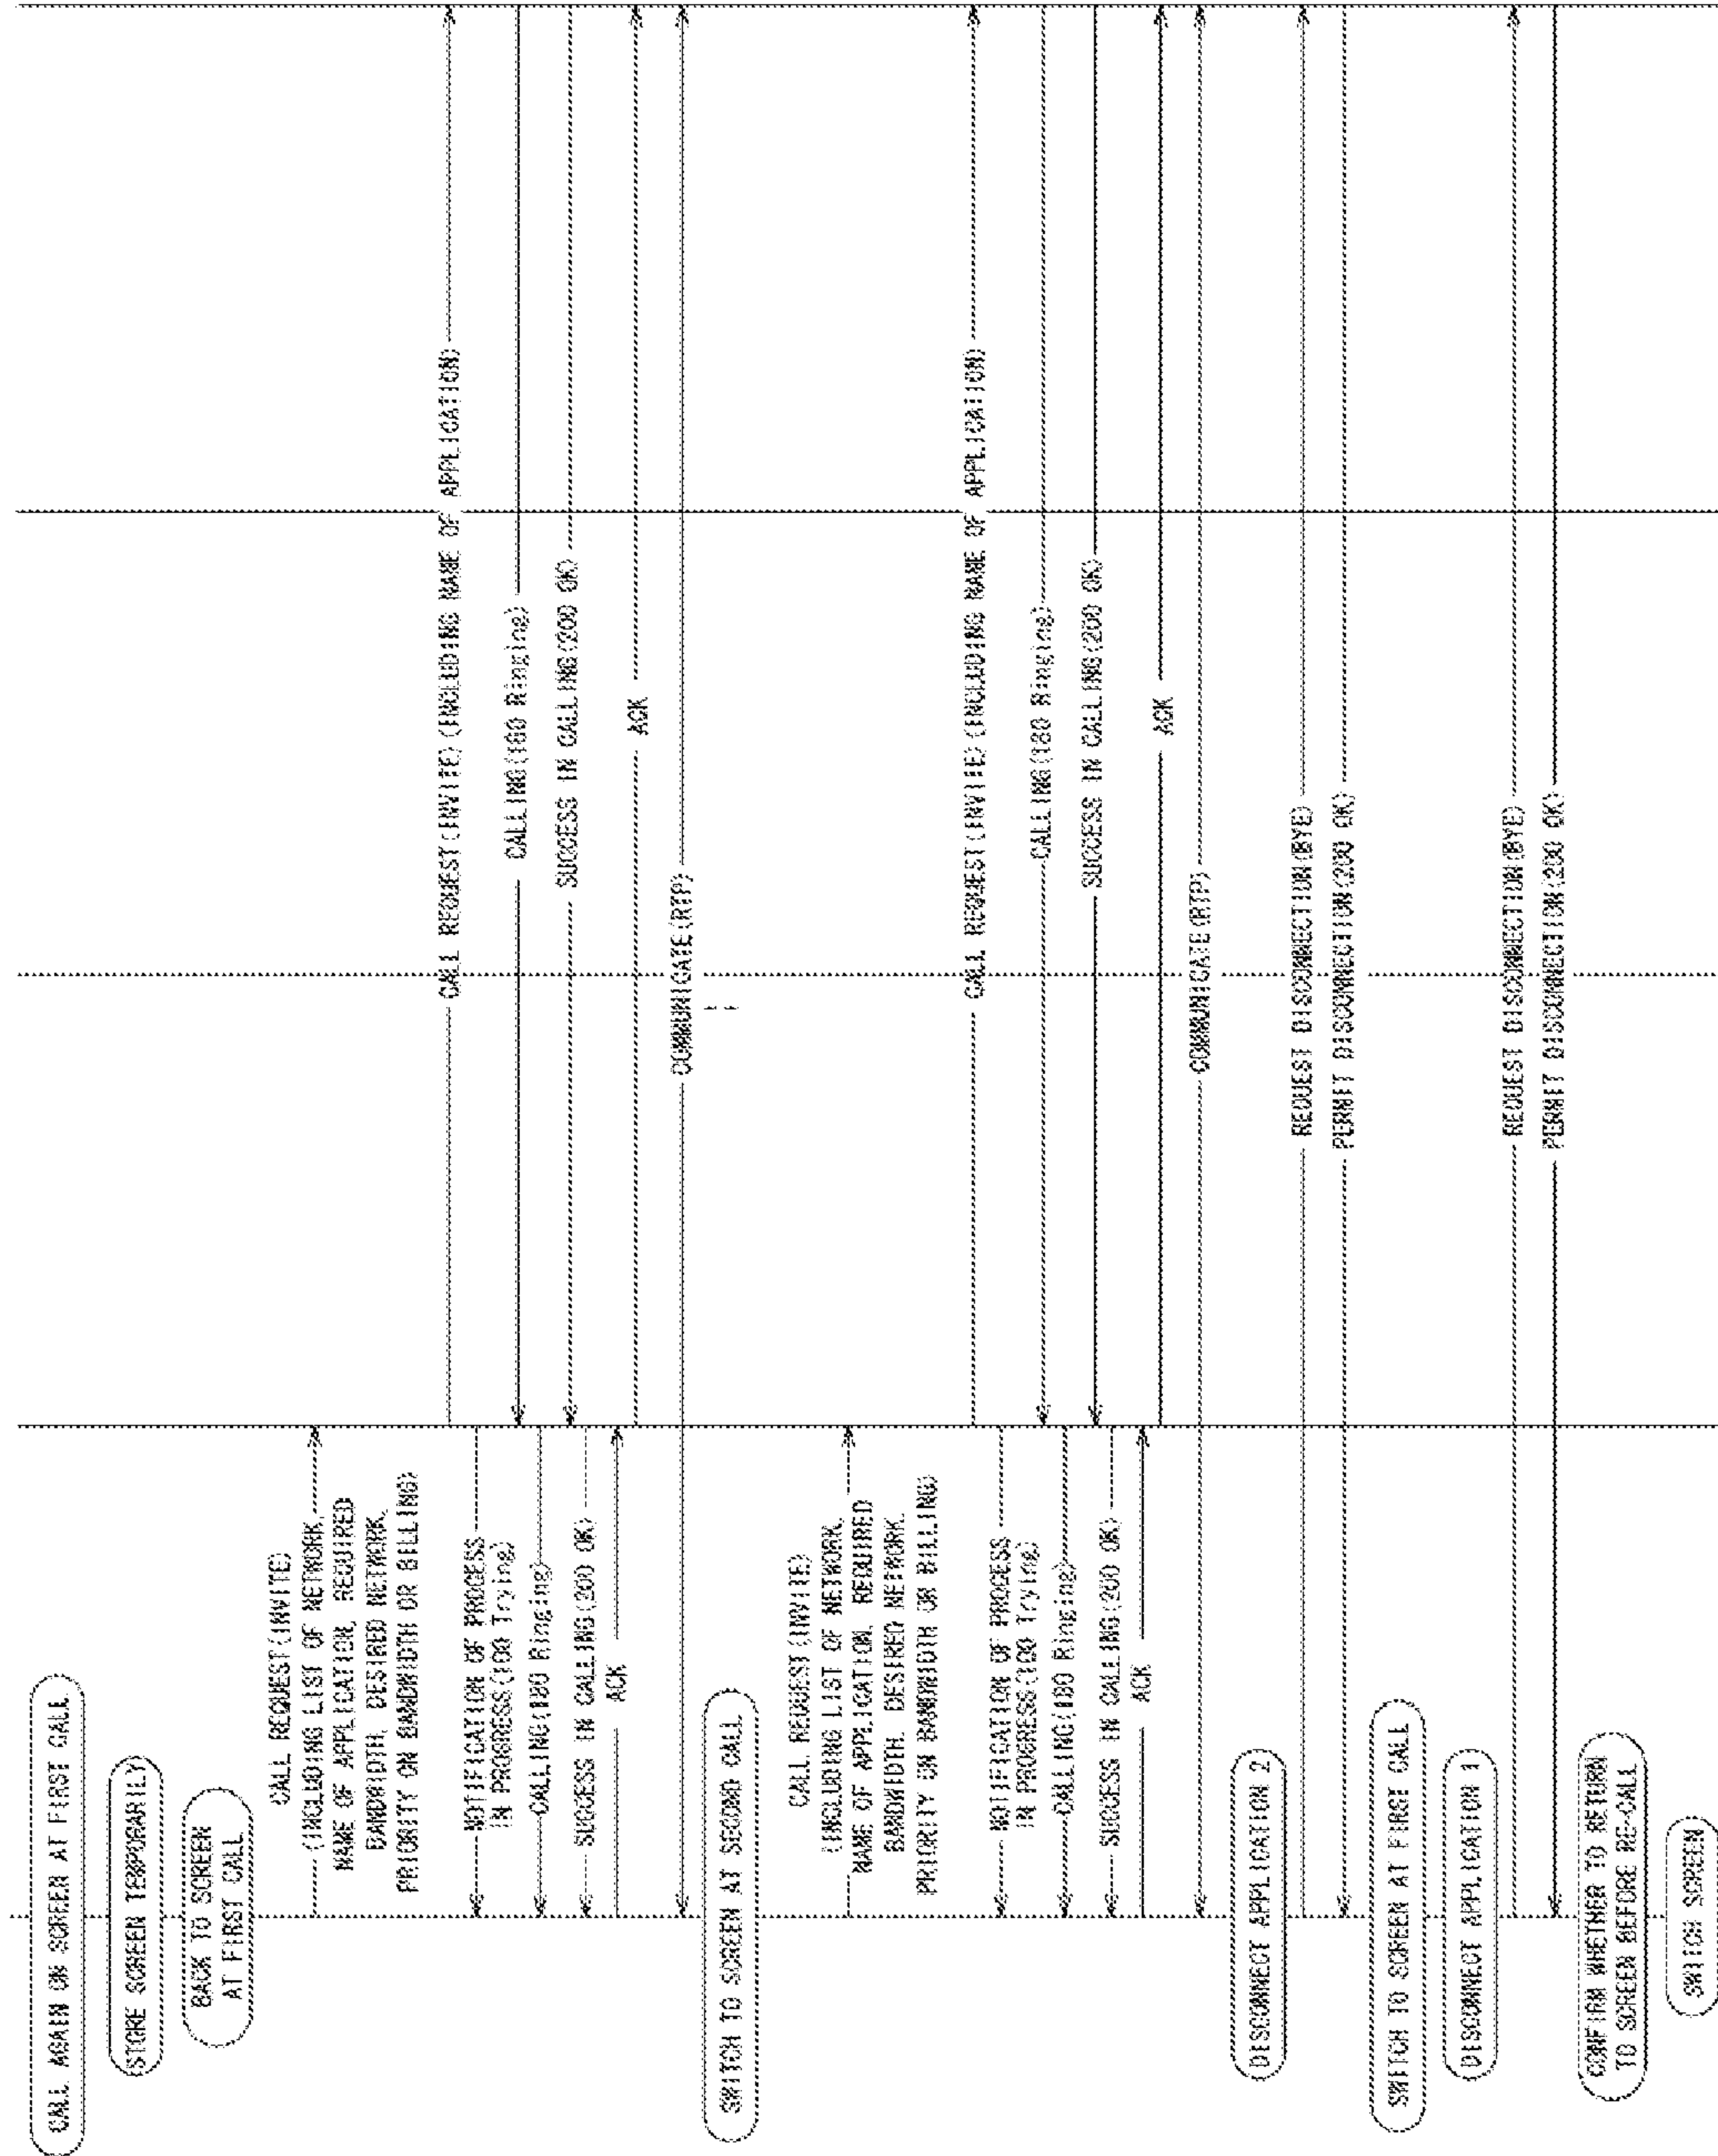 CALL AGAIN ON SCREEN AT FIRST CALL
STORE SCREEN TEMPORARILY
BACK TO SCREEN
AT FIRST CALL
CALL REQUEST(INVITE)
(INCLUDING LIST OF NETWORK,
NAME OF APPLICATION, REQUIRED
BANDWIDTH, DESIRED NETWORK,
PRIORITY ON BANDWIDTH OR BILLING)
CALL REQUEST(INVITE)(INCLUDING NAME OF APPLICATION)
NOTIFICATION OF PROCESS
IN PROGRESS(100 Trying)
CALLING(180 Ringing)
CALLING(180 Ringing)
SUCCESS IN CALLING(200 OK)
SUCCESS IN CALLING(200 OK)
ACK
ACK
COMMUNICATE(RTP)
SWITCH TO SCREEN AT SECOND CALL
CALL REQUEST(INVITE)
(INCLUDING LIST OF NETWORK,
NAME OF APPLICATION, REQUIRED
BANDWIDTH, DESIRED NETWORK,
PRIORITY ON BANDWIDTH OR BILLING)
CALL REQUEST(INVITE)(INCLUDING NAME OF APPLICATION)
NOTIFICATION OF PROCESS
IN PROGRESS(100 Trying)
CALLING(180 Ringing)
CALLING(180 Ringing)
SUCCESS IN CALLING(200 OK)
SUCCESS IN CALLING(200 OK)
ACK
ACK
COMMUNICATE(RTP)
DISCONNECT APPLICATION 2
REQUEST DISCONNECTION(BYE)
PERMIT DISCONNECTION(200 OK)
SWITCH TO SCREEN AT FIRST CALL
DISCONNECT APPLICATION 1
REQUEST DISCONNECTION(BYE)
PERMIT DISCONNECTION(200 OK)
CONFIRM WHETHER TO RETURN
TO SCREEN BEFORE RE-CALL
SWITCH SCREEN